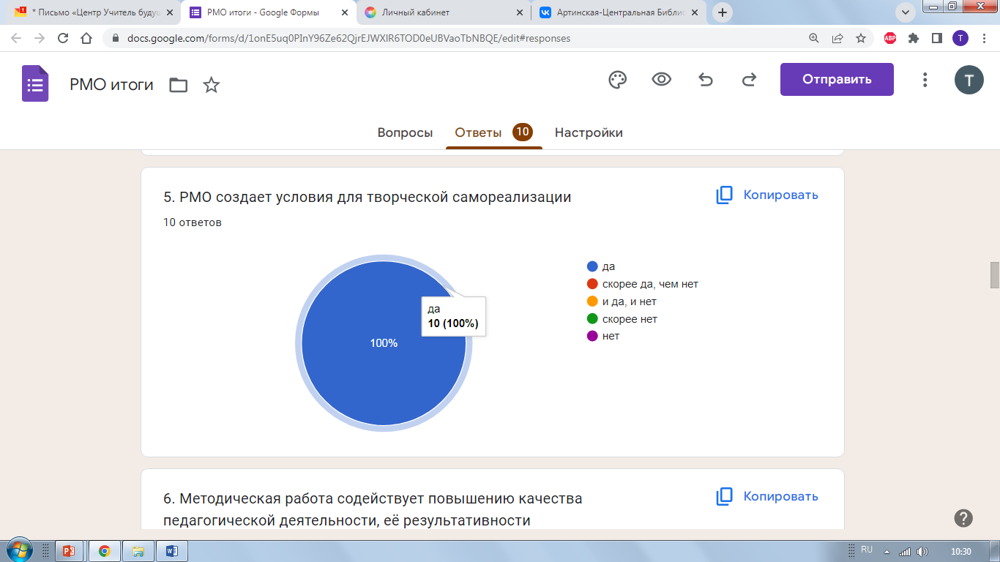 * Письмо «Центр Учитель будущ
РМО итоги - Google Формы
Личный кабинет
Артинская-Центральная Библио
docs.google.com/forms/d/1onE5uq0PInY96Ze62QjrEJWXlR6TOD0eUBVaoTbNBQE/edit#responses
ABP
T
РМО итоги
Отправить
T
Вопросы
Ответы 10
Настройки
5. РМО создает условия для творческой самореализации
Копировать
10 ответов
да
10 (100%)
100%
да
скорее да, чем нет
и да, и нет
скорее нет
нет
6. Методическая работа содействует повышению качества
педагогической деятельности, её результативности
Копировать
RU
10:30